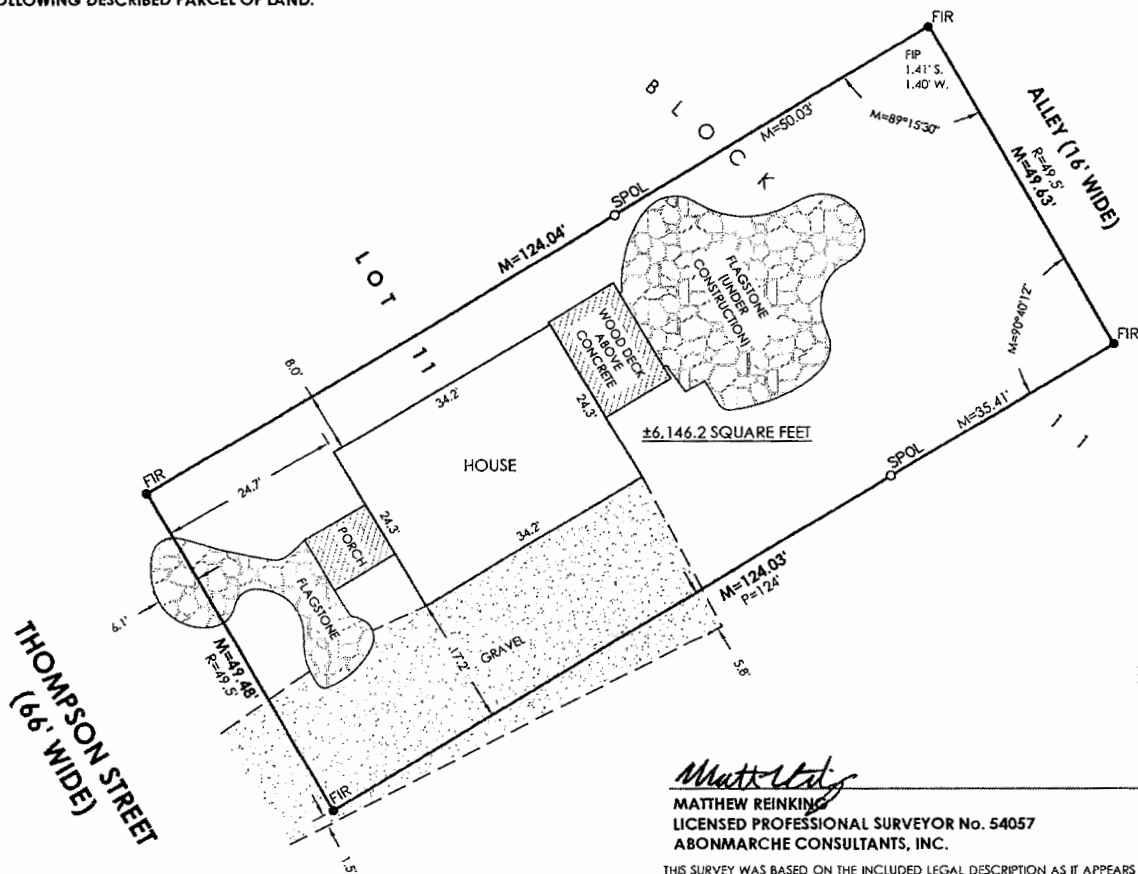 OLLOWING DESCRIBED PARCEL OF LAND:
FIR
FIP
1.41' S.
1.40' W.
BLOCK
M=50.03'
M=89°15'30"
ALLEY (16' WIDE)
R=49.5'
M=49.63'
SPOL
M=124.04'
LOT 11
FLAGSTONE
(UNDER
CONSTRUCTION)
WOOD DECK
ABOVE
CONCRETE
M=90°40'12"
FIR
8.0'
34.2'
24.3'
M=35.41'
11
±6,146.2 SQUARE FEET
HOUSE
SPOL
FIR
24.7'
24.3'
PORCH
34.2'
FLAGSTONE
M=124.03'
P=124'
6.1'
GRAVEL
17.2'
5.8'
M=49.48'
R=49.5'
THOMPSON STREET
(66' WIDE)
FIR
1.5'
MATTHEW REINKING
LICENSED PROFESSIONAL SURVEYOR No. 54057
ABONMARCHE CONSULTANTS, INC.
THIS SURVEY WAS BASED ON THE INCLUDED LEGAL DESCRIPTION AS IT APPEARS